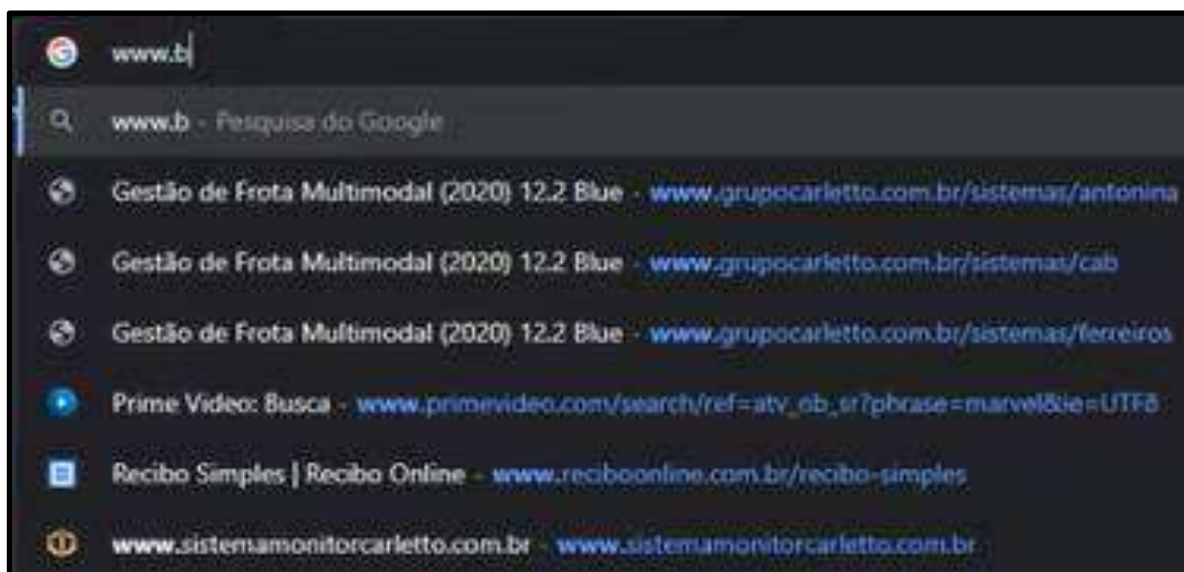 www.b
www.b - Pesquisa do Google
Gestão de Frota Multimodal (2020) 12.2 Blue - www.grupocarletto.com.br/sistemas/antonina
Gestão de Frota Multimodal (2020) 12.2 Blue - www.grupocarletto.com.br/sistemas/cab
Gestão de Frota Multimodal (2020) 12.2 Blue - www.grupocarletto.com.br/sistemas/ferreiros
Prime Video: Busca - www.primevideo.com/search/ref=atv_ob_sr?phrase=marvel&ie=UTF8
Recibo Simples | Recibo Online - www.reciboonline.com.br/recibo-simples
www.sistemamonitorcarletto.com.br - www.sistemamonitorcarletto.com.br